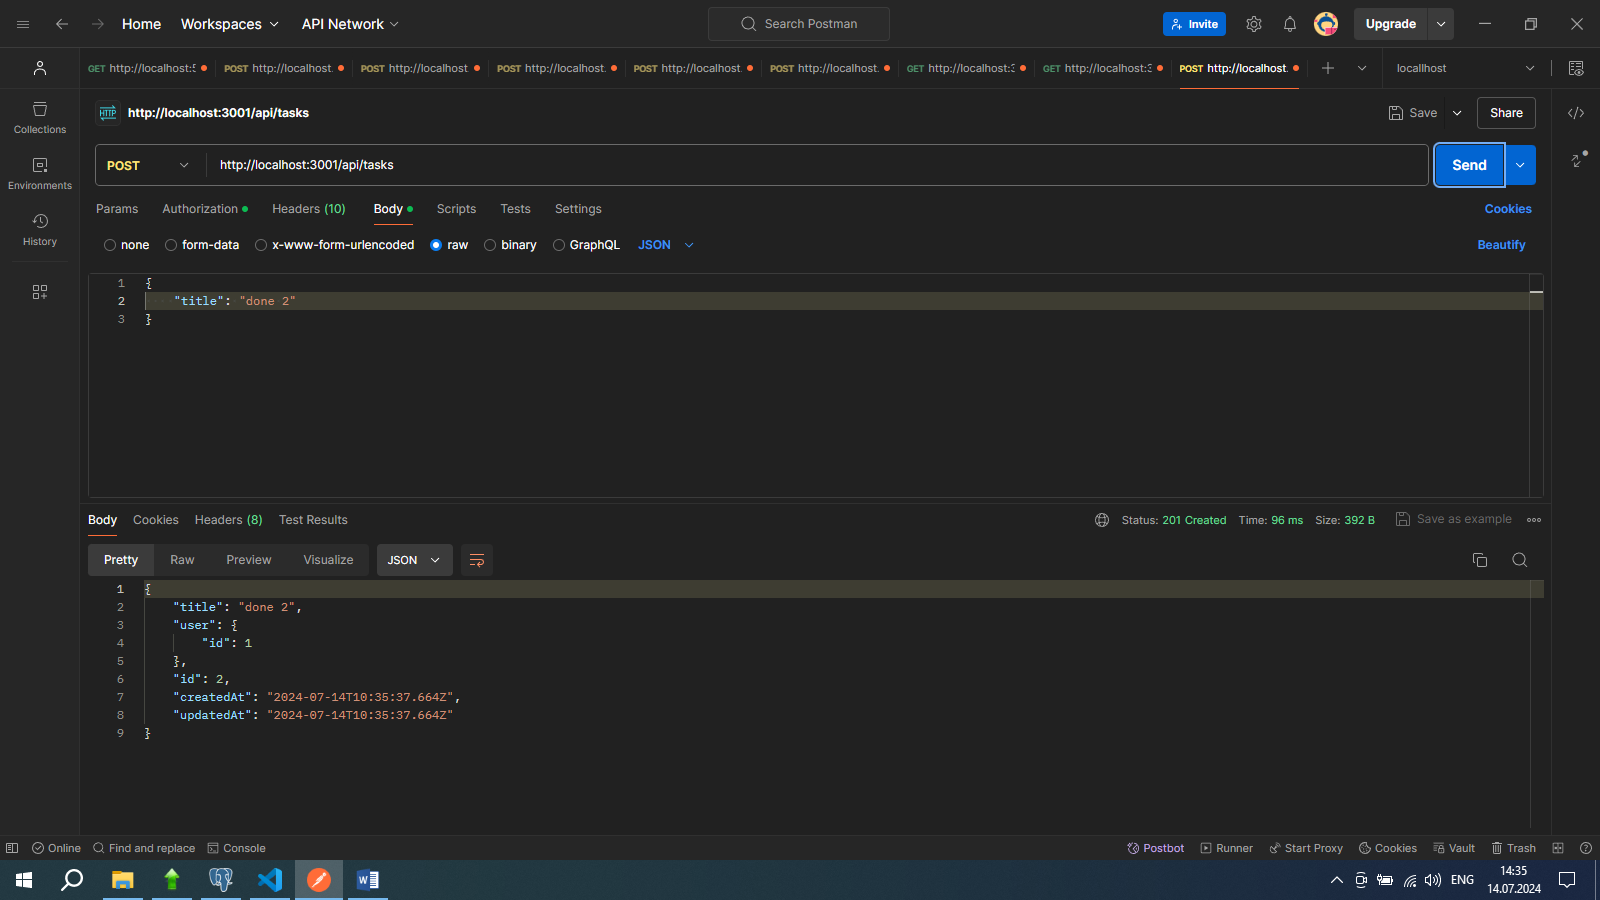 Home Workspaces API Network Search Postman Invite Upgrade
GET http://localhost:5 POST http://localhost. POST http://localhost POST http://localhost. POST http://localhost. POST http://localhost. GET http://localhost:3 GET http://localhost:3 POST http://localhost. localhost
HTTP http://localhost:3001/api/tasks Save Share
Collections
Environments
History
POST http://localhost:3001/api/tasks Send
Params Authorization Headers (10) Body Scripts Tests Settings Cookies
none form-data x-www-form-urlencoded raw binary GraphQL JSON Beautify
1 {
2 "title": "done 2"
3 }
Body Cookies Headers (8) Test Results Status: 201 Created Time: 96 ms Size: 392 B Save as example
Pretty Raw Preview Visualize JSON
1 {
2 "title": "done 2",
3 "user": {
4 "id": 1
5 },
6 "id": 2,
7 "createdAt": "2024-07-14T10:35:37.664Z",
8 "updatedAt": "2024-07-14T10:35:37.664Z"
9 }
Online Find and replace Console Postbot Runner Start Proxy Cookies Vault Trash
W ENG 14:35
14.07.2024